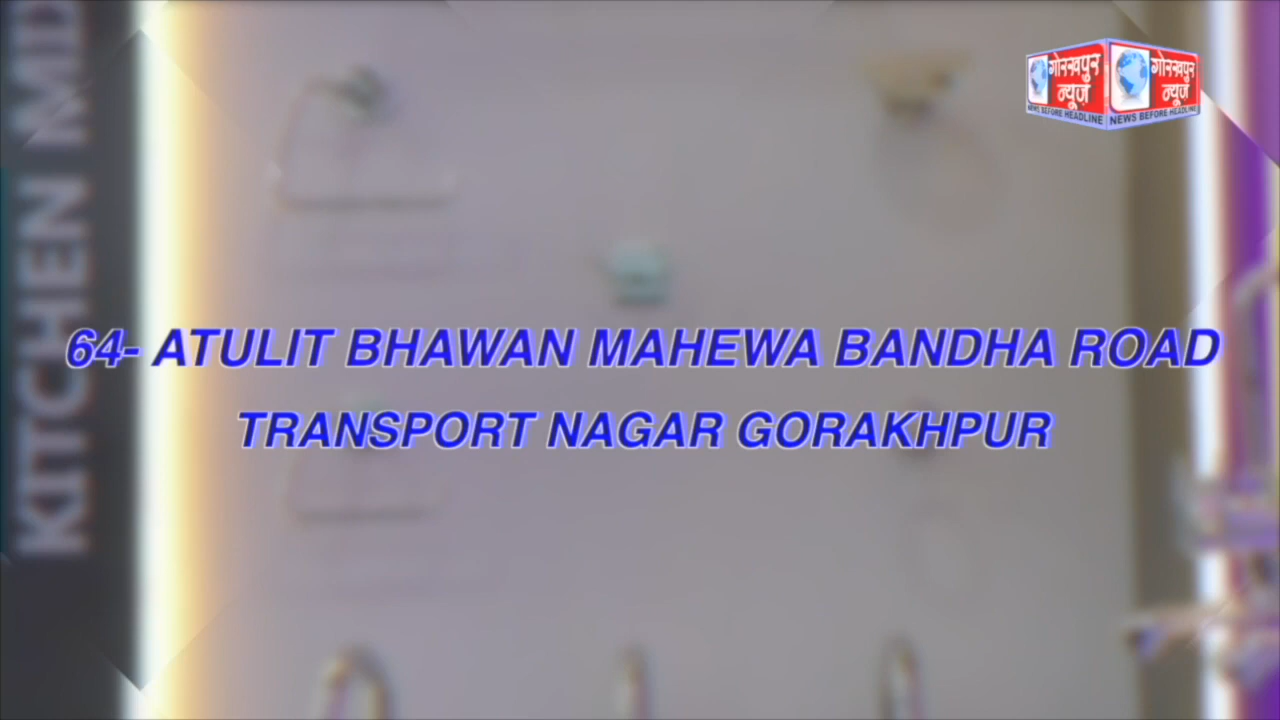 KITCHEN
गोरखपुर
न्यूज़
NEWS BEFORE HEADLINE
गोरखपुर
न्यूज़
NEWS BEFORE HEADLINE
64- ATULIT BHAWAN MAHEWA BANDHA ROAD
TRANSPORT NAGAR GORAKHPUR